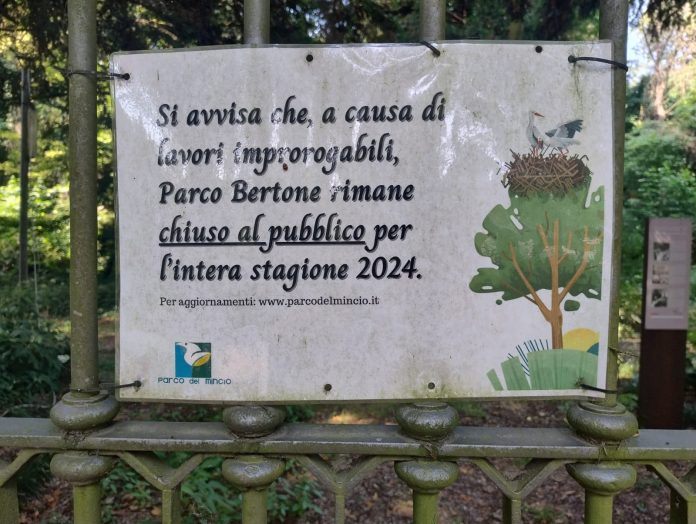 Si avvisa che, a causa di
lavori improrogabili,
Parco Bertone rimane
chiuso al pubblico per
l'intera stagione 2024.
Per aggiornamenti: www.parcodelmincio.it
parco del mincio